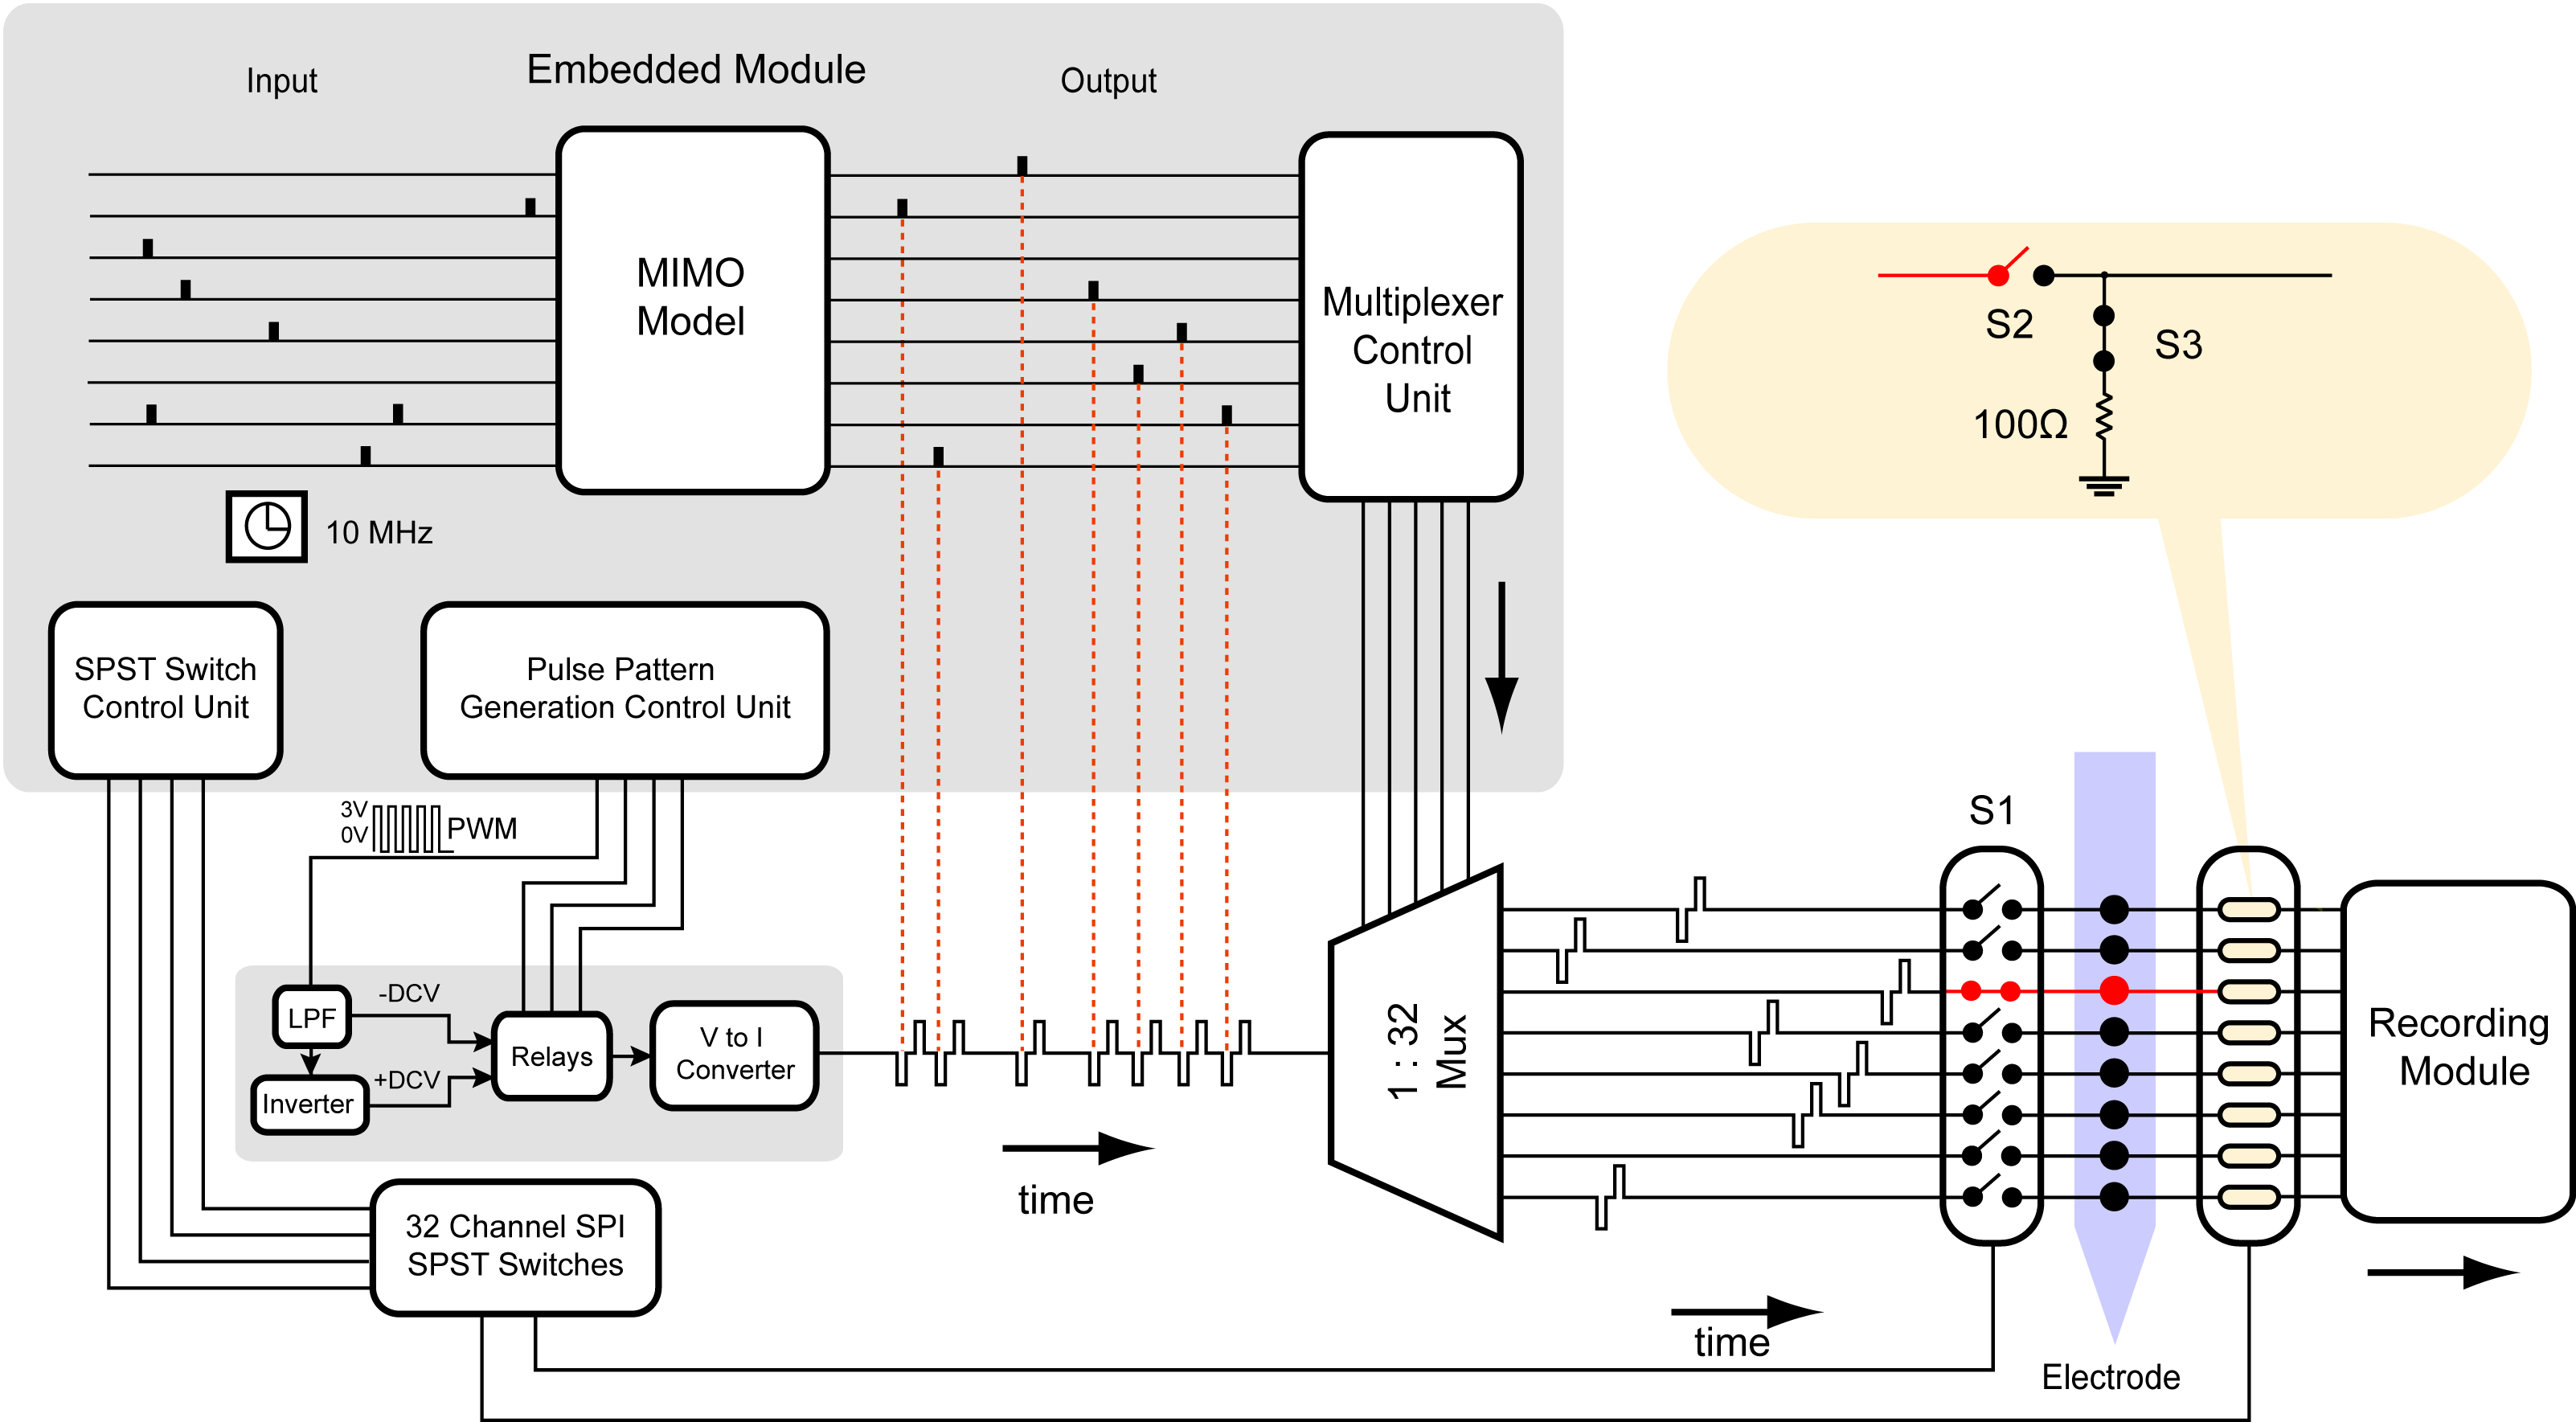 Input
Embedded Module
Output
MIMO
Model
Multiplexer
Control
Unit
10 MHz
S2
S3
100Ω
SPST Switch
Control Unit
Pulse Pattern
Generation Control Unit
3V
0V
PWM
S1
LPF
-DCV
Inverter
+DCV
Relays
V to I
Converter
1 : 32
Mux
Recording
Module
time
32 Channel SPI
SPST Switches
time
Electrode